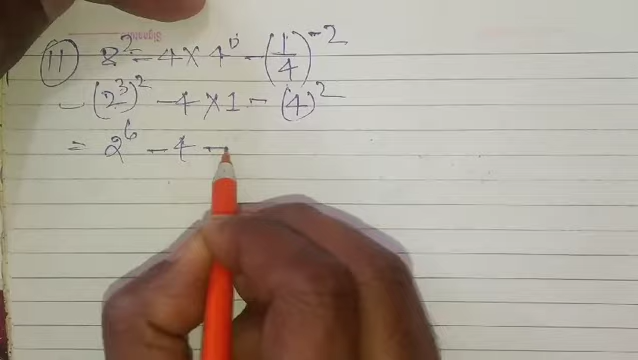 11 8² - 4 × 4⁰ - (1/4)⁻²
- (2³)² - 4 × 1 - (4)²
= 2⁶ - 4 -